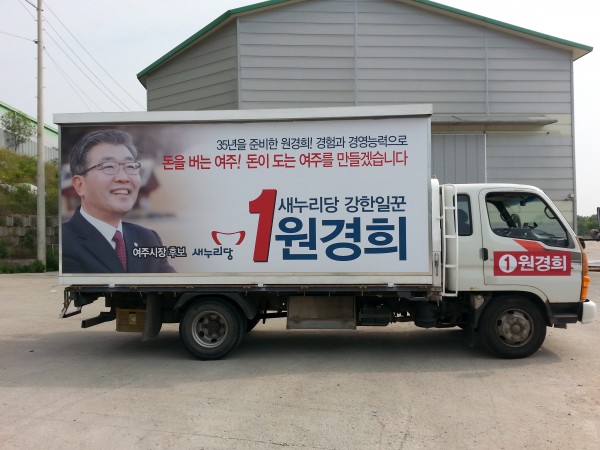 35년을 준비한 원경희! 경험과 경영능력으로
돈을 버는 여주! 돈이 도는 여주를 만들겠습니다
새누리당 강한일꾼
1 원경희
여주시장 후보 새누리당
1 원경희